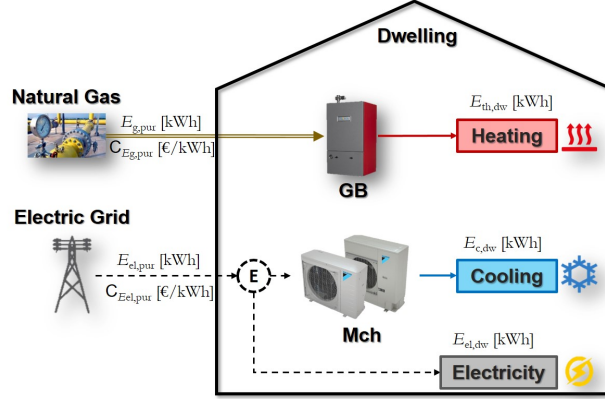 Dwelling
Natural Gas
E_g,pur [kWh]
C_Eg,pur [€/kWh]
GB
E_th,dw [kWh]
Heating
Electric Grid
E_el,pur [kWh]
C_Eel,pur [€/kWh]
E
Mch
E_c,dw [kWh]
Cooling
E_el,dw [kWh]
Electricity